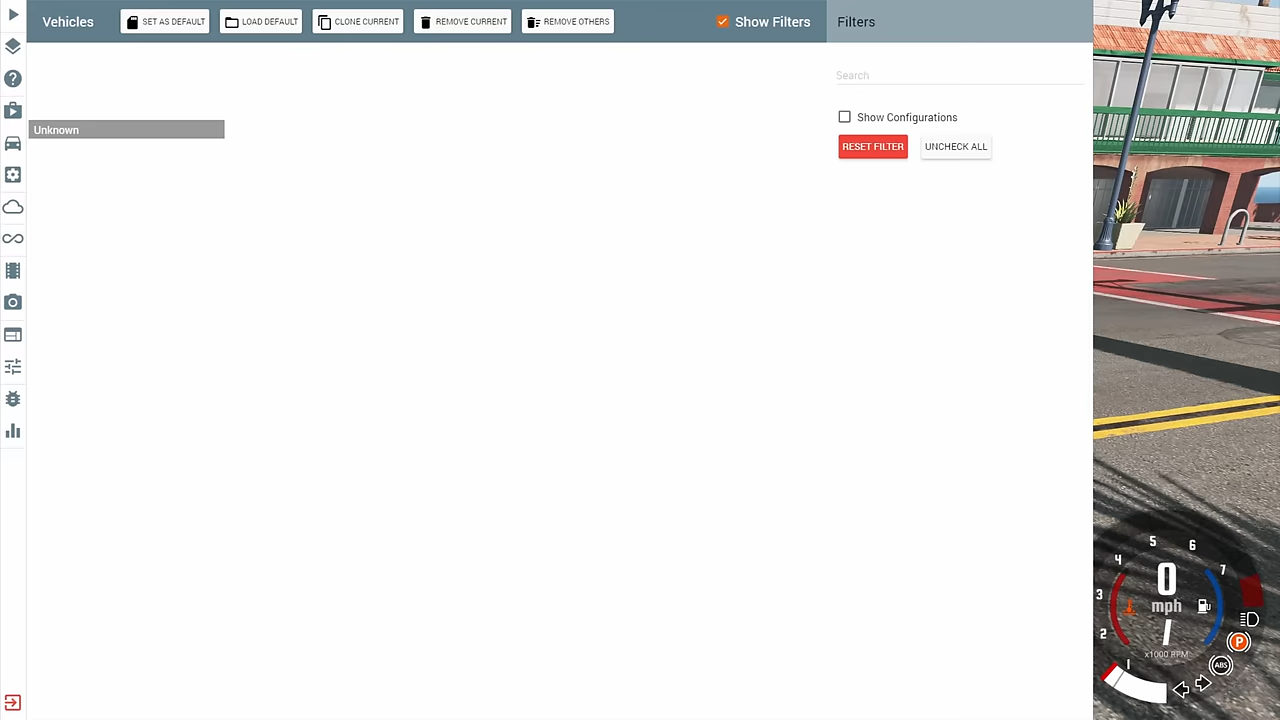 Vehicles
SET AS DEFAULT
LOAD DEFAULT
CLONE CURRENT
REMOVE CURRENT
REMOVE OTHERS
Show Filters
Filters
Search
Unknown
Show Configurations
RESET FILTER
UNCHECK ALL
5
6
4
7
3
0
mph
2
1
x1000 RPM
P
ABS
1